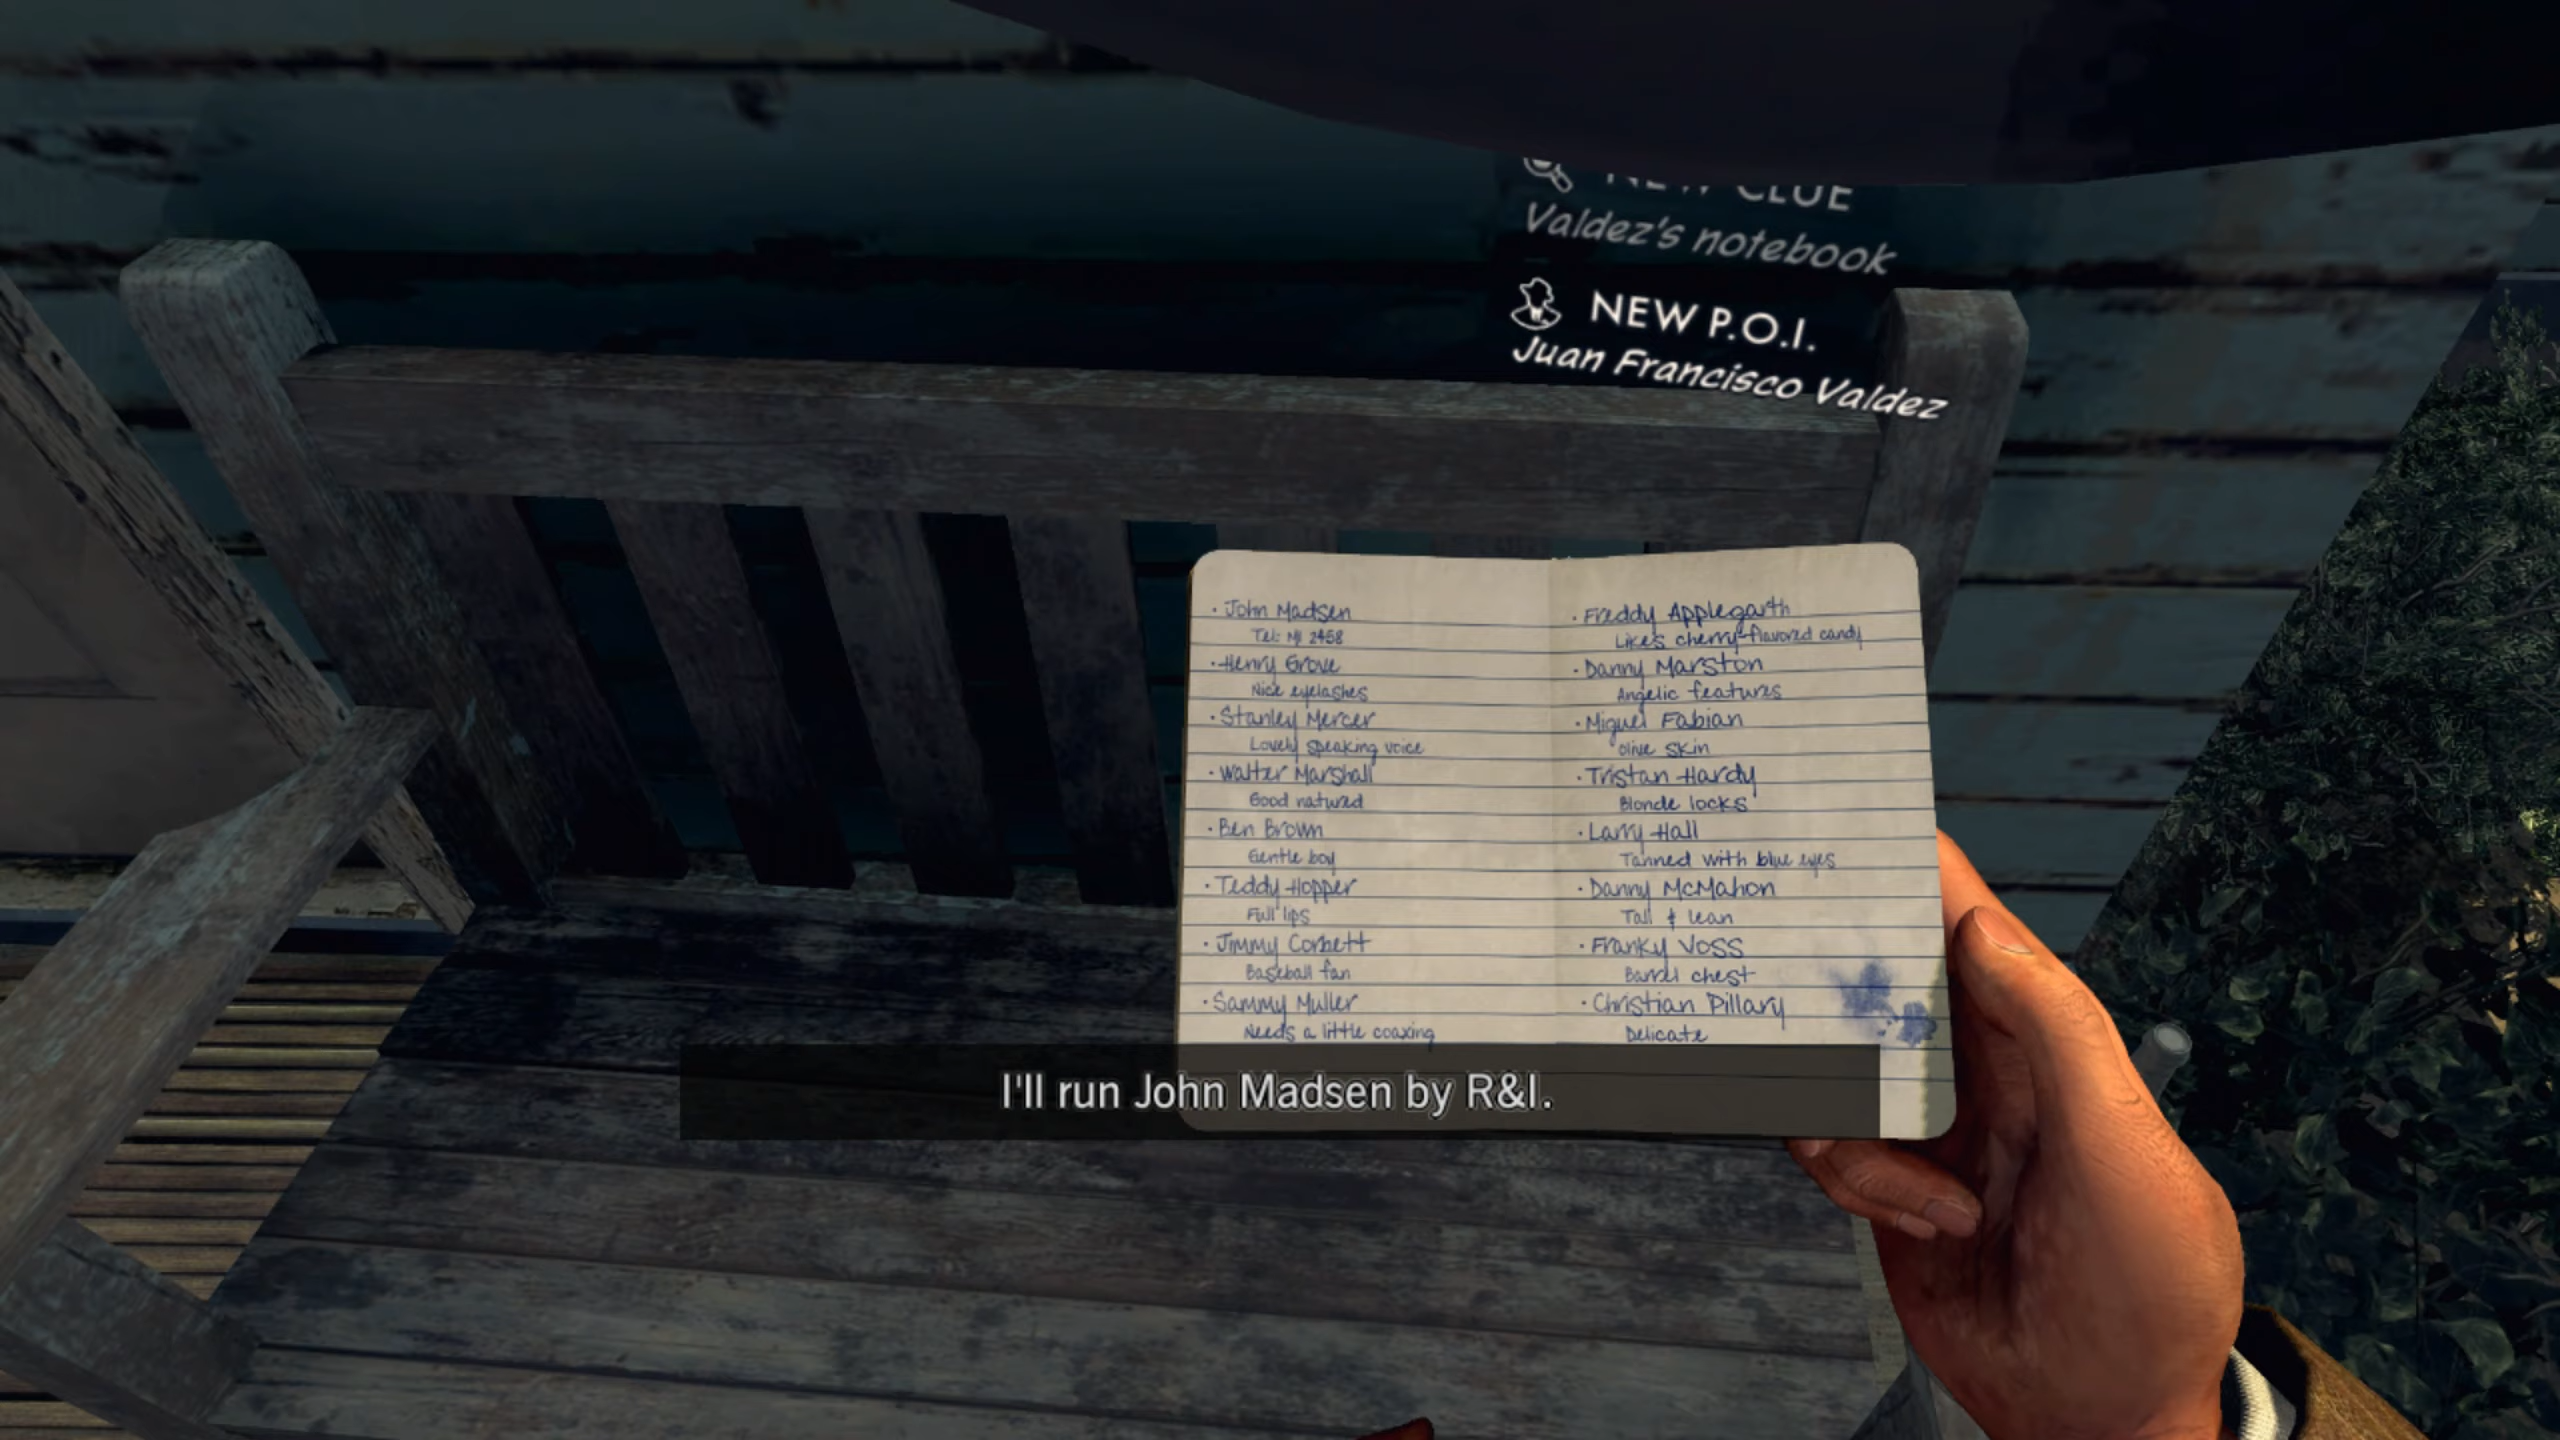 NEW CLUE
Valdez's notebook
NEW P.O.I.
Juan Francisco Valdez
· John Madsen
Tel: MI 2468
· Henry Grove
Nice eyelashes
· Stanley Mercer
Lovely speaking voice
· Walter Marshall
Good natured
· Ben Brown
Gentle boy
· Teddy Hopper
Full lips
· Jimmy Corbett
Baseball fan
· Sammy Muller
Needs a little coaxing
· Freddy Applegarth
Likes cherry-flavored candy
· Danny Marston
Angelic features
· Miguel Fabian
Olive skin
· Tristan Hardy
Blonde locks
· Larry Hall
Tanned with blue eyes
· Danny McMahon
Tall & lean
· Franky Voss
Barrel chest
· Christian Pillary
Delicate
I'll run John Madsen by R&I.